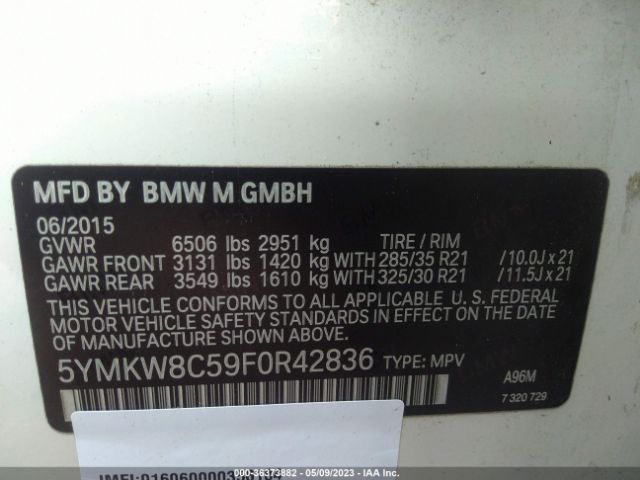 MFD BY BMW M GMBH
06/2015
GVWR 6506 lbs 2951 kg TIRE / RIM
GAWR FRONT 3131 lbs 1420 kg WITH 285/35 R21 /10.0J x 21
GAWR REAR 3549 lbs 1610 kg WITH 325/30 R21 /11.5J x 21
THIS VEHICLE CONFORMS TO ALL APPLICABLE U. S. FEDERAL
MOTOR VEHICLE SAFETY STANDARDS IN EFFECT ON THE DATE
OF MANUFACTURE SHOWN ABOVE.
5YMKW8C59F0R42836 TYPE: MPV
A96M
7 320 729
© 36373882 - 05/09/2023 - IAAI.COM